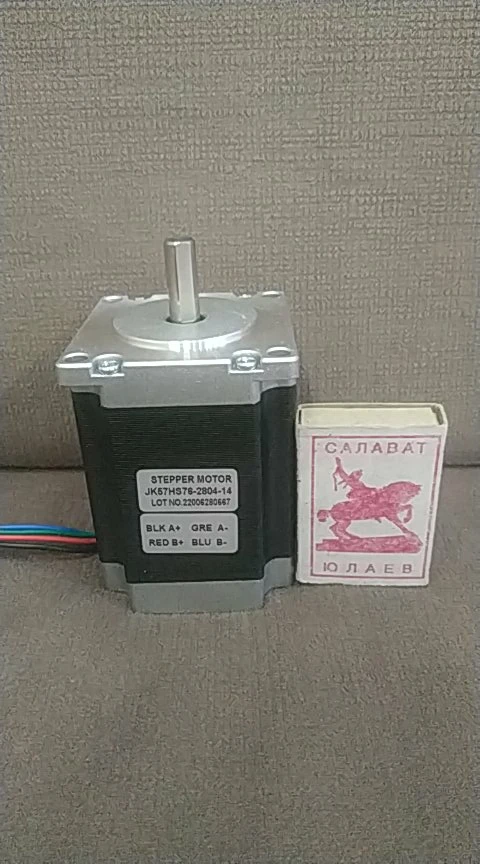 STEPPER MOTOR
JK57HS76-2804-14
LOT NO.22006280667
BLK A+ GRE A-
RED B+ BLU B-
САЛАВАТ
ЮЛАЕВ